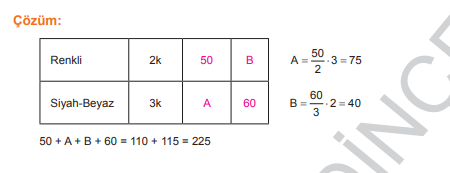 Çözüm:
Renkli 2k 50 B
A = 50/2 · 3 = 75
Siyah-Beyaz 3k A 60
B = 60/3 · 2 = 40
50 + A + B + 60 = 110 + 115 = 225